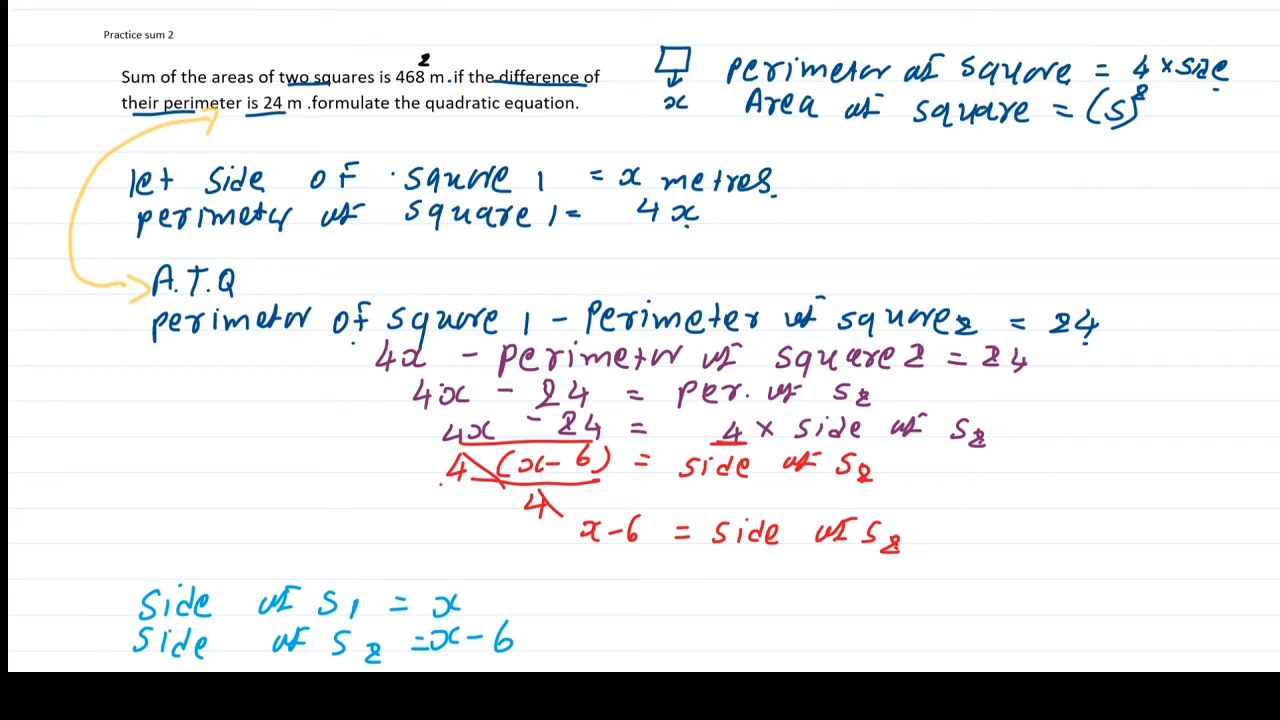 Practice sum 2
Sum of the areas of two squares is 468 m² .if the difference of
their perimeter is 24 m .formulate the quadratic equation.
x
perimeter of square = 4 × side
Area of square = (s)²
let side of square 1 = x metres.
perimeter of square 1 = 4x
A.T.Q
perimeter of square 1 - perimeter of square 2 = 24
4x - perimeter of square 2 = 24
4x - 24 = per. of S2
4x - 24 = 4 × side of S2
4 (x-6) = side of S2
4
x-6 = side of S2
Side of S1 = x
Side of S2 = x-6